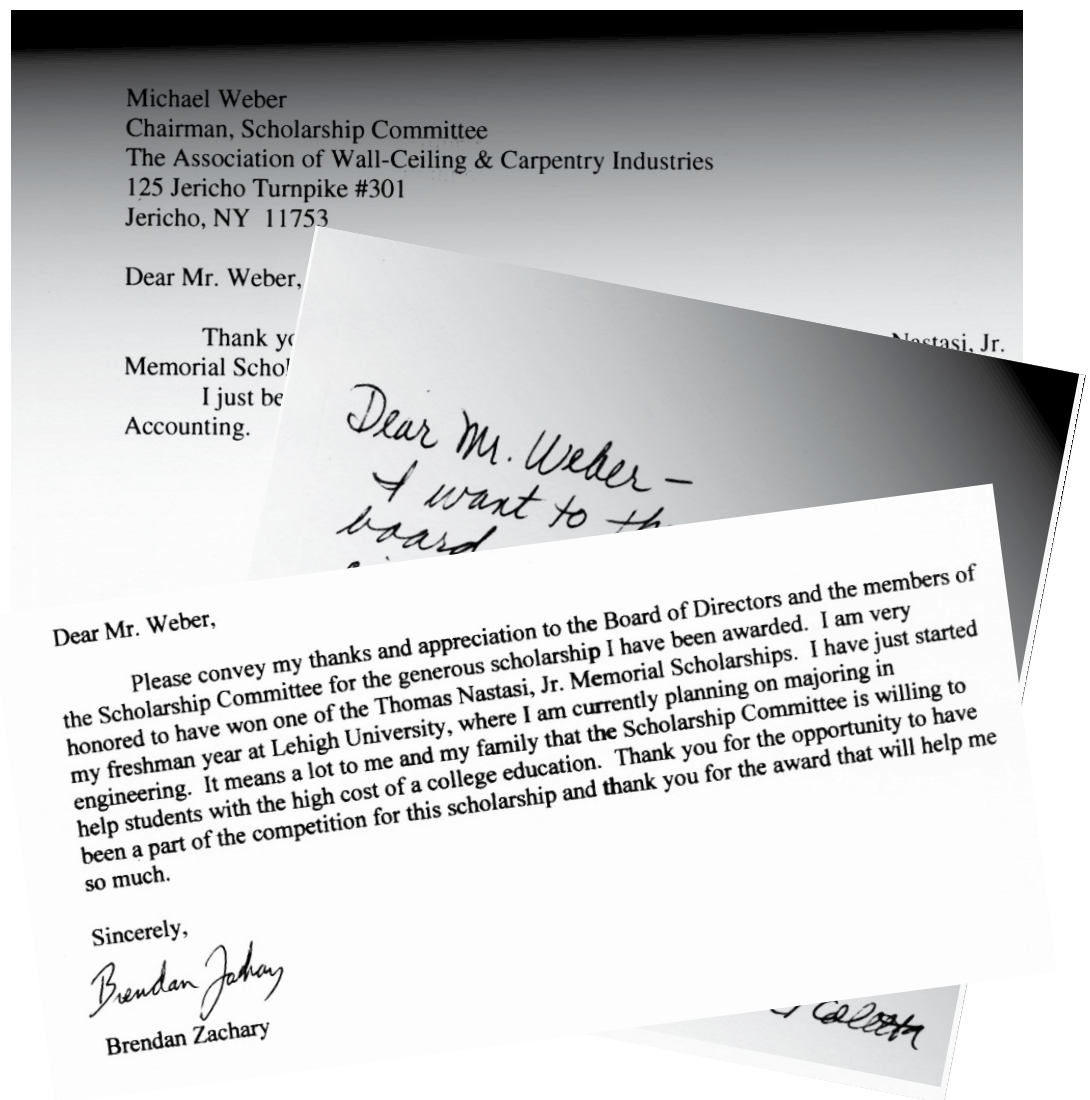 Michael Weber
Chairman, Scholarship Committee
The Association of Wall-Ceiling & Carpentry Industries
125 Jericho Turnpike #301
Jericho, NY 11753
Dear Mr. Weber,
Thank Nastasi, Jr.
Memorial
I just
Accounting.
Dear Mr. Weber –
I want to
board
Dear Mr. Weber,
Please convey my thanks and appreciation to the Board of Directors and the members of
the Scholarship Committee for the generous scholarship I have been awarded. I am very
honored to have won one of the Thomas Nastasi, Jr. Memorial Scholarships. I have just started
my freshman year at Lehigh University, where I am currently planning on majoring in
engineering. It means a lot to me and my family that the Scholarship Committee is willing to
help students with the high cost of a college education. Thank you for the opportunity to have
been a part of the competition for this scholarship and thank you for the award that will help me
so much.
Sincerely,
Brendan Zachary
Brendan Zachary